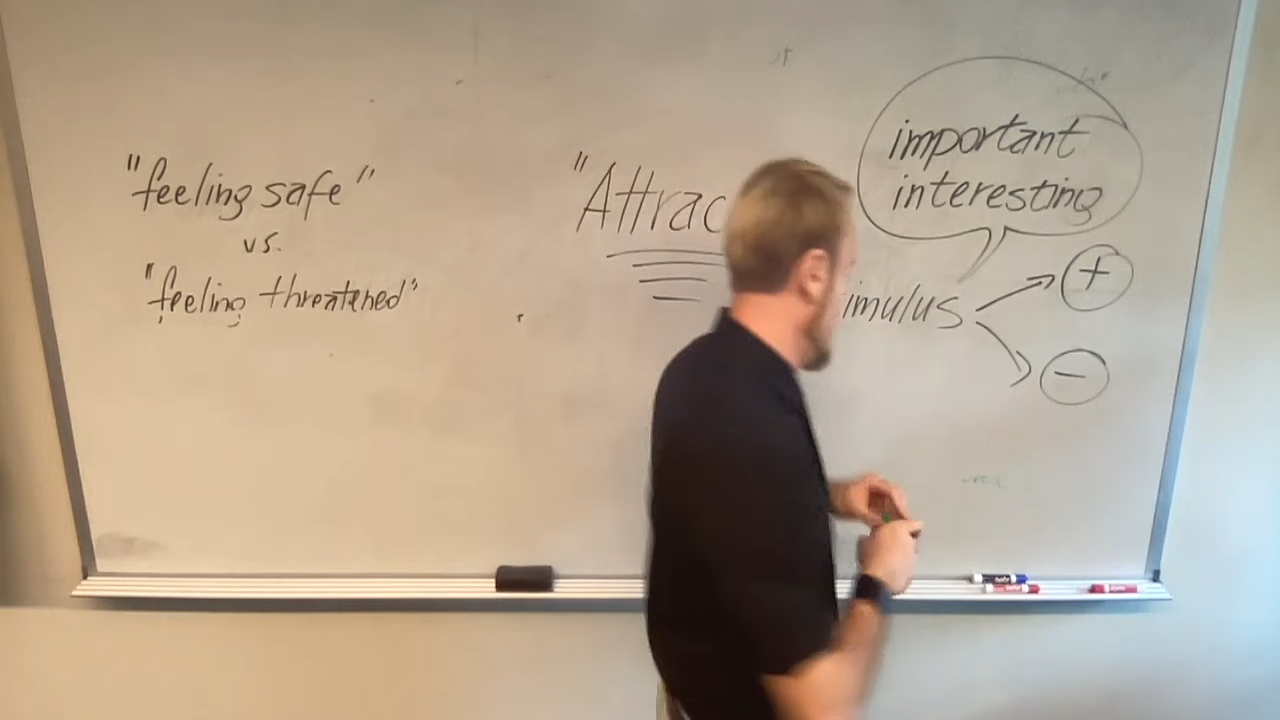 "feeling safe"
vs.
"feeling threatened"
"Attrac
important
interesting
imulus
+
−